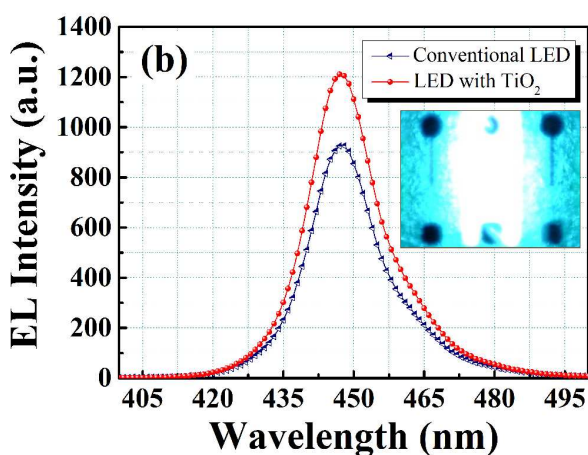 1400
1200
1000
800
600
400
200
0
EL Intensity (a.u.)
(b)
Conventional LED
LED with TiO₂
405 420 435 450 465 480 495
Wavelength (nm)